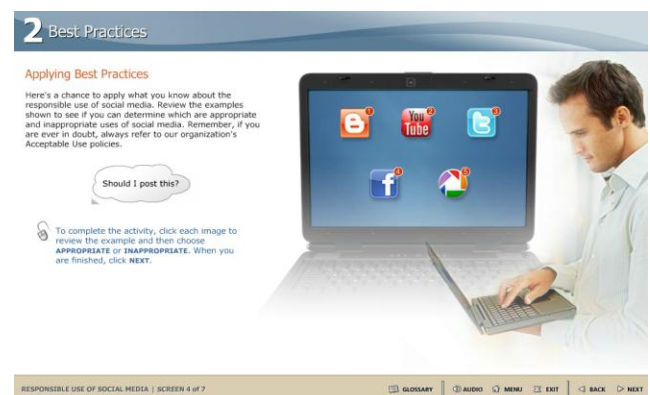 2 Best Practices
Applying Best Practices
Here's a chance to apply what you know about the
responsible use of social media. Review the examples
shown to see if you can determine which are appropriate
and inappropriate uses of social media. Remember, if you
are ever in doubt, always refer to our organization's
Acceptable Use policies.
Should I post this?
To complete the activity, click each image to
review the example and then choose
APPROPRIATE or INAPPROPRIATE. When you
are finished, click NEXT.
1 2 3
You
Tube
4 5
RESPONSIBLE USE OF SOCIAL MEDIA | SCREEN 4 of 7
GLOSSARY AUDIO MENU EXIT BACK NEXT